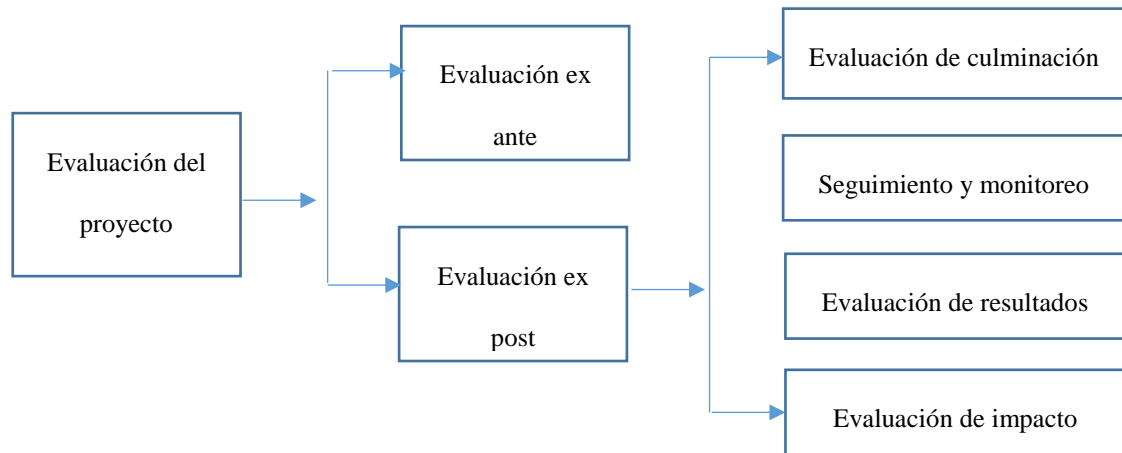 Evaluación del
proyecto
Evaluación ex
ante
Evaluación ex
post
Evaluación de culminación
Seguimiento y monitoreo
Evaluación de resultados
Evaluación de impacto